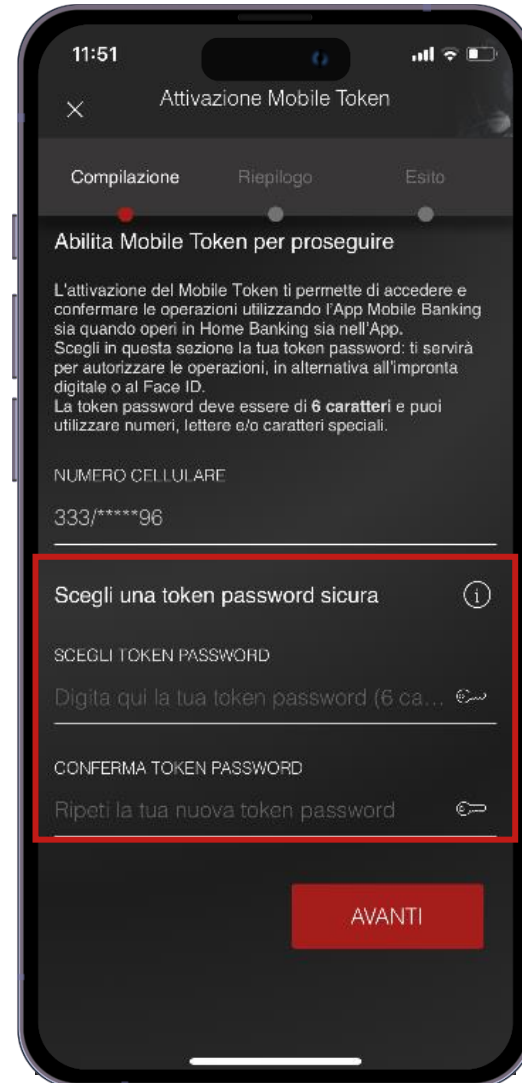 11:51
Attivazione Mobile Token
Compilazione Riepilogo Esito
Abilita Mobile Token per proseguire
L'attivazione del Mobile Token ti permette di accedere e
confermare le operazioni utilizzando l'App Mobile Banking
sia quando operi in Home Banking sia nell'App.
Scegli in questa sezione la tua token password: ti servirà
per autorizzare le operazioni, in alternativa all'impronta
digitale o al Face ID.
La token password deve essere di 6 caratteri e puoi
utilizzare numeri, lettere e/o caratteri speciali.
NUMERO CELLULARE
333/*****96
Scegli una token password sicura
SCEGLI TOKEN PASSWORD
Digita qui la tua token password (6 ca...
CONFERMA TOKEN PASSWORD
Ripeti la tua nuova token password
AVANTI